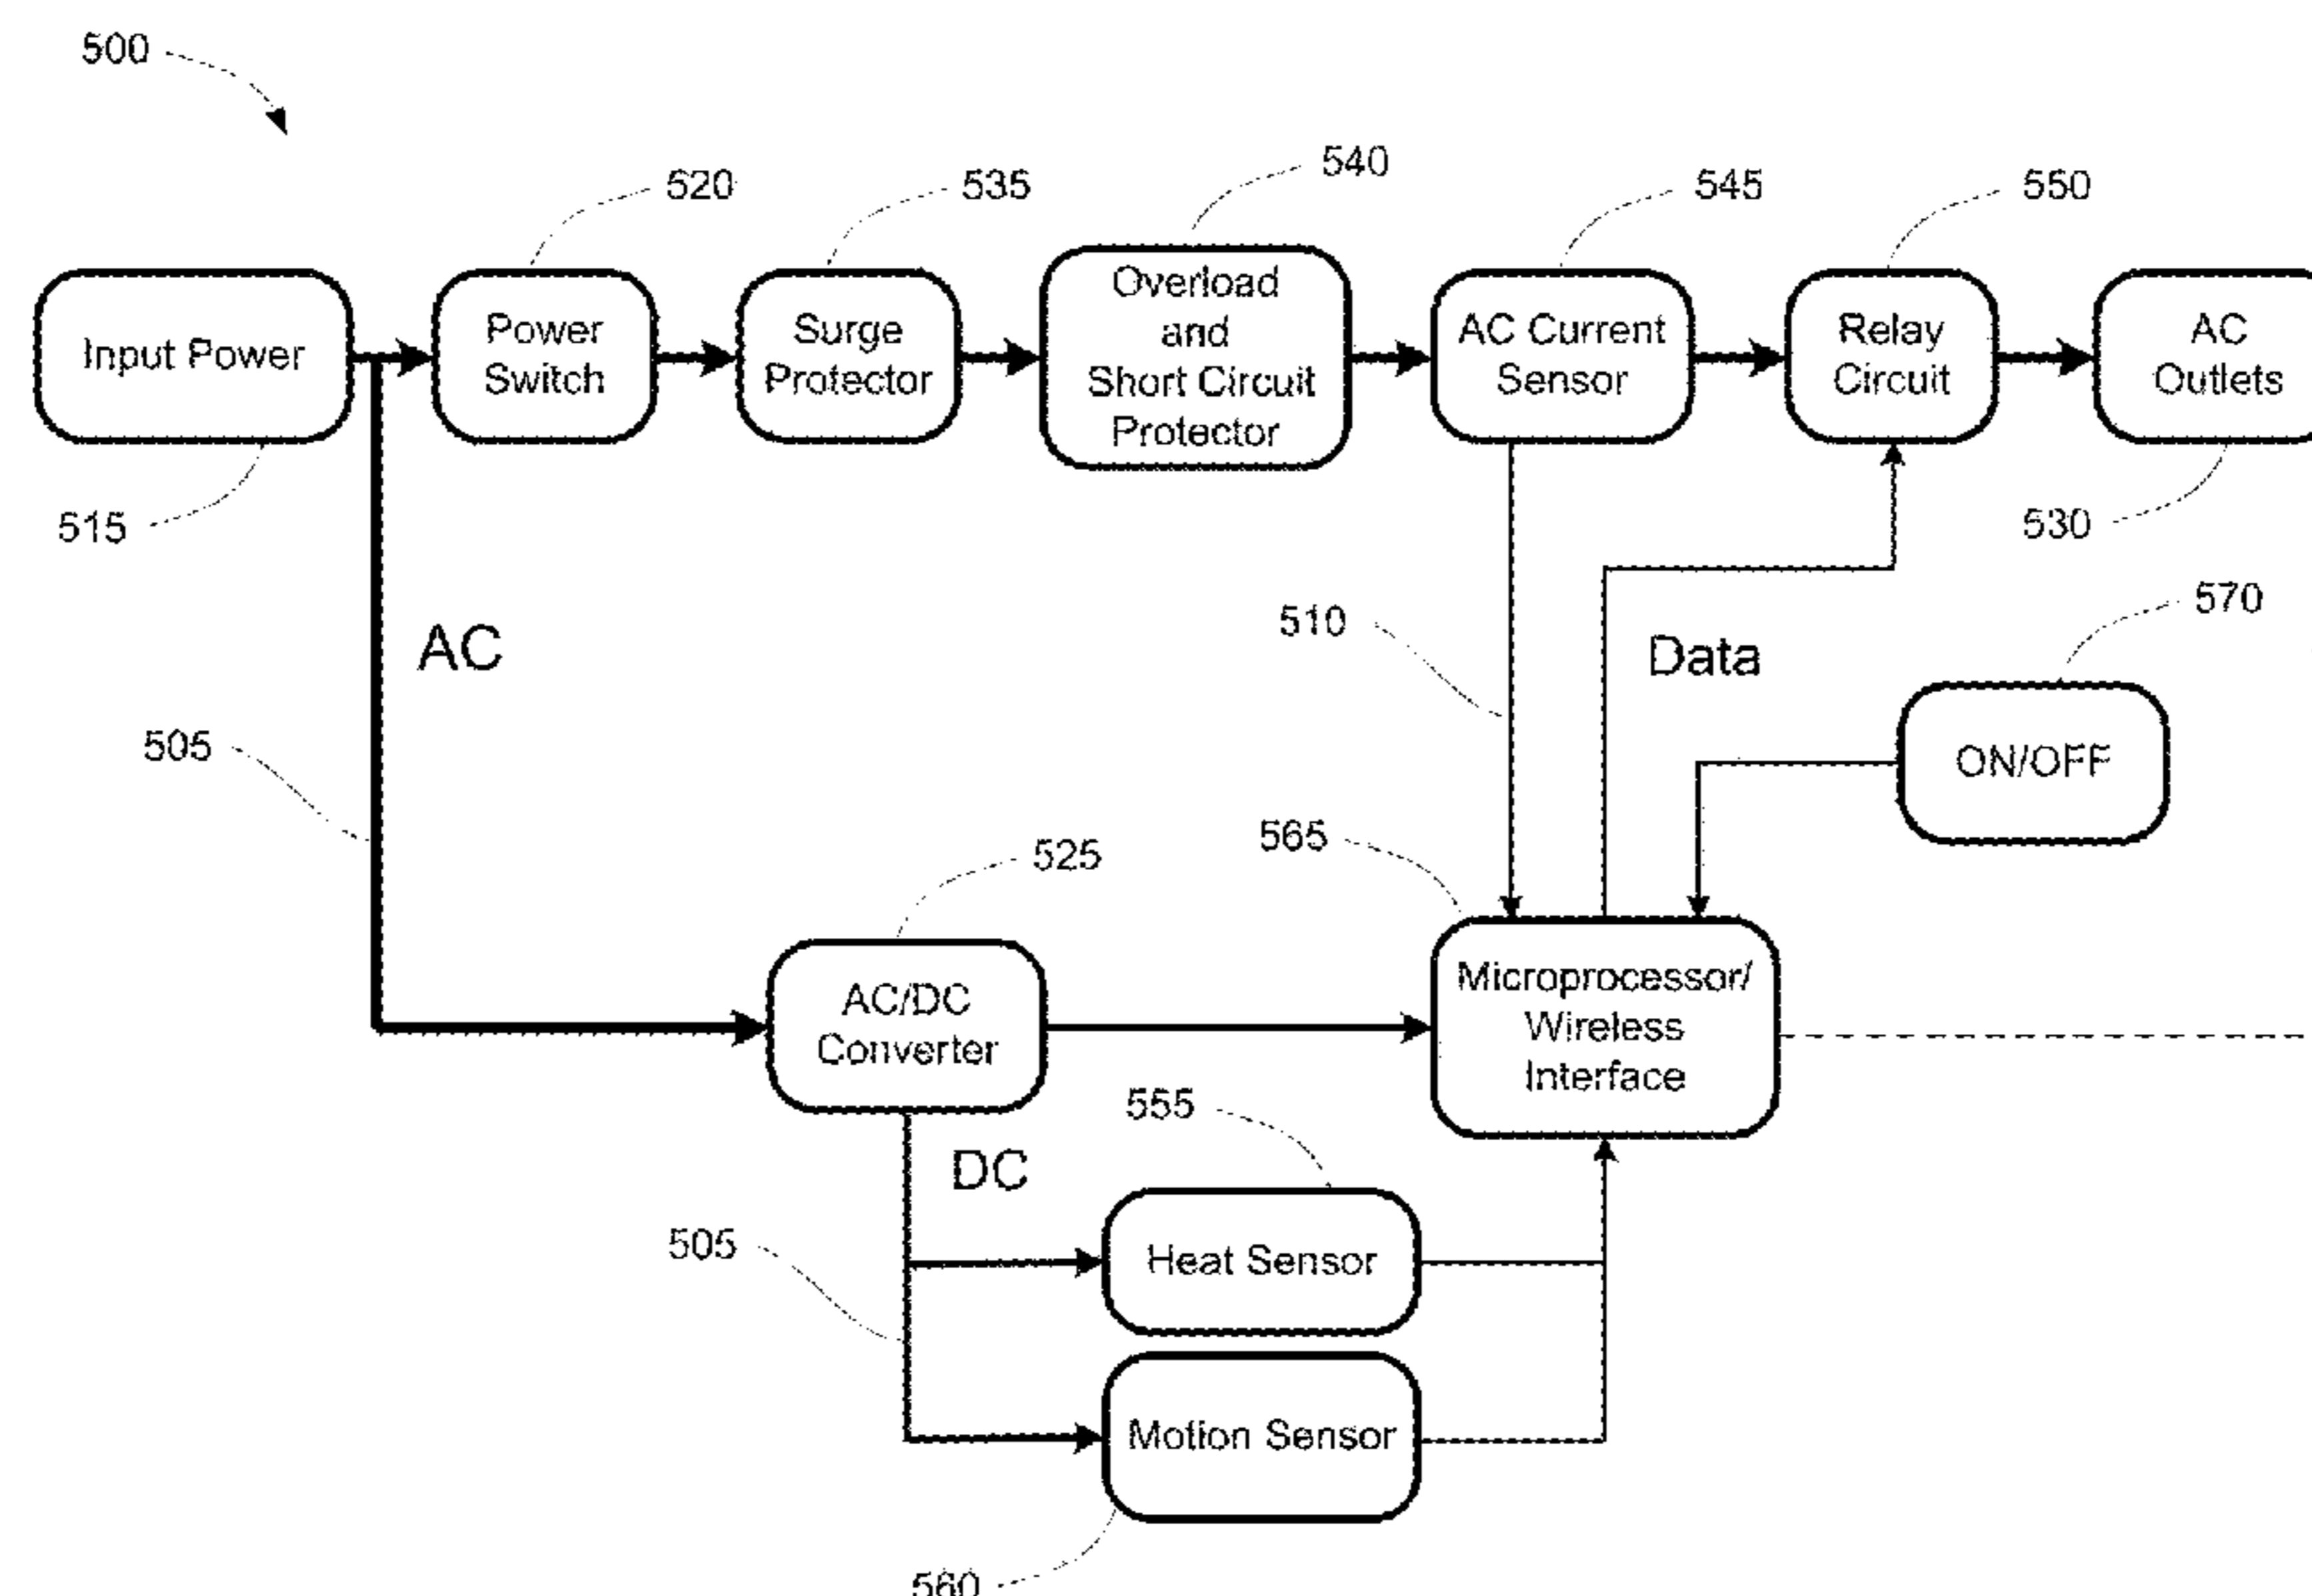 500
520
535
540
545
550
Input Power
Power
Switch
Surge
Protector
Overload
and
Short Circuit
Protector
AC Current
Sensor
Relay
Circuit
AC
Outlets
515
530
510
570
AC
Data
505
ON/OFF
565
525
AC/DC
Converter
Microprocessor/
Wireless
Interface
555
DC
505
Heat Sensor
Motion Sensor
560